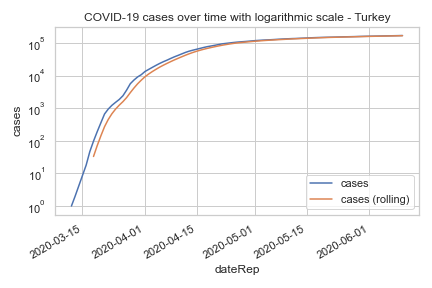 COVID-19 cases over time with logarithmic scale - Turkey
10^5
10^4
10^3
10^2
10^1
10^0
cases
cases
cases (rolling)
2020-03-15
2020-04-01
2020-04-15
2020-05-01
2020-05-15
2020-06-01
dateRep